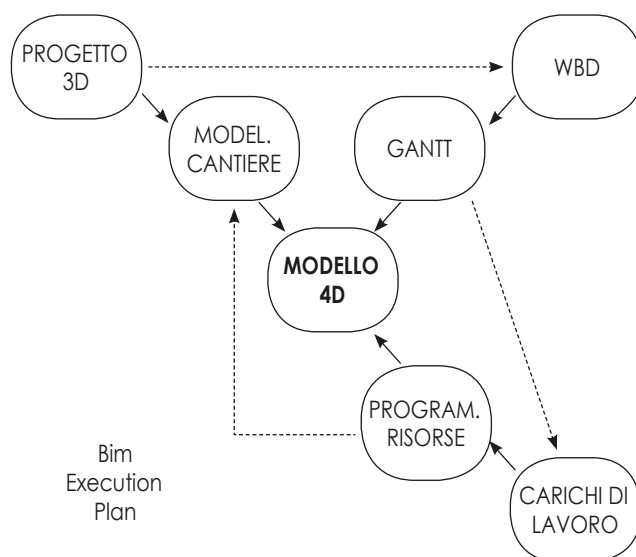 PROGETTO
3D
WBD
MODEL.
CANTIERE
GANTT
MODELLO
4D
PROGRAM.
RISORSE
Bim
Execution
Plan
CARICHI DI
LAVORO